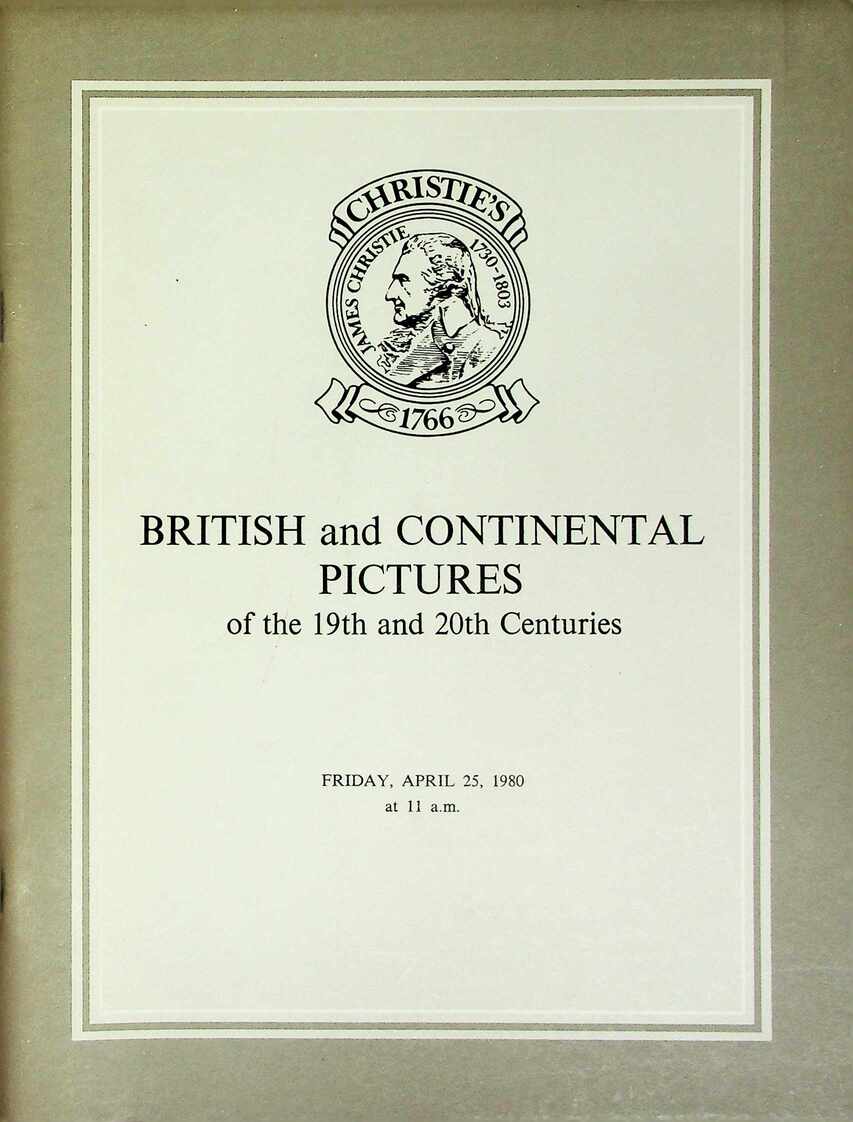 CHRISTIE'S
JAMES CHRISTIE 1730-1803
1766
BRITISH and CONTINENTAL
PICTURES
of the 19th and 20th Centuries
FRIDAY, APRIL 25, 1980
at 11 a.m.